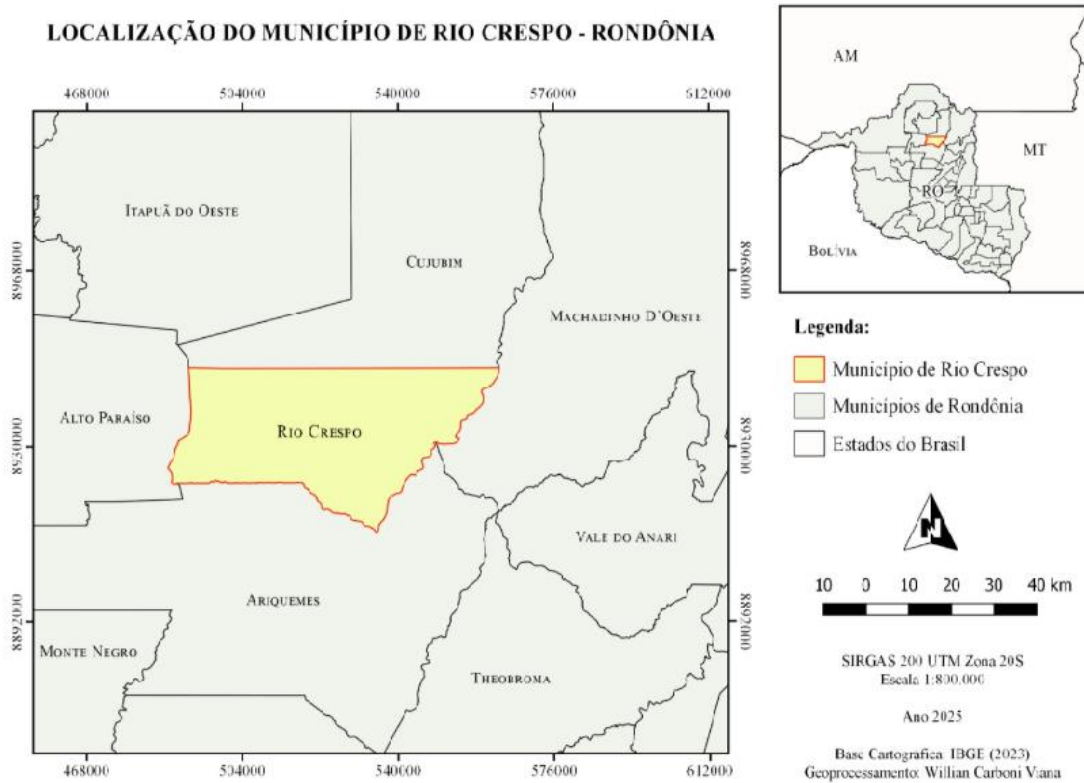 LOCALIZAÇÃO DO MUNICÍPIO DE RIO CRESPO - RONDÔNIA
468000 504000 540000 576000 612000
AM
MT
RO
BOLÍVIA
ITAPUÃ DO OESTE
CUJUBIM
8968000 8968000
MACHADINHO D'OESTE
Legenda:
Município de Rio Crespo
Municípios de Rondônia
Estados do Brasil
ALTO PARAÍSO
RIO CRESPO
8930000 8930000
N
VALE DO ANARI
10 0 10 20 30 40 km
ARIQUEMES
8892000 8892000
MONTE NEGRO
THEOBROMA
SIRGAS 200 UTM Zona 20S
Escala 1:800.000
Ano 2025
Base Cartografica: IBGE (2023)
Geoprocessamento: Willian Carboni Viana
468000 504000 540000 576000 612000